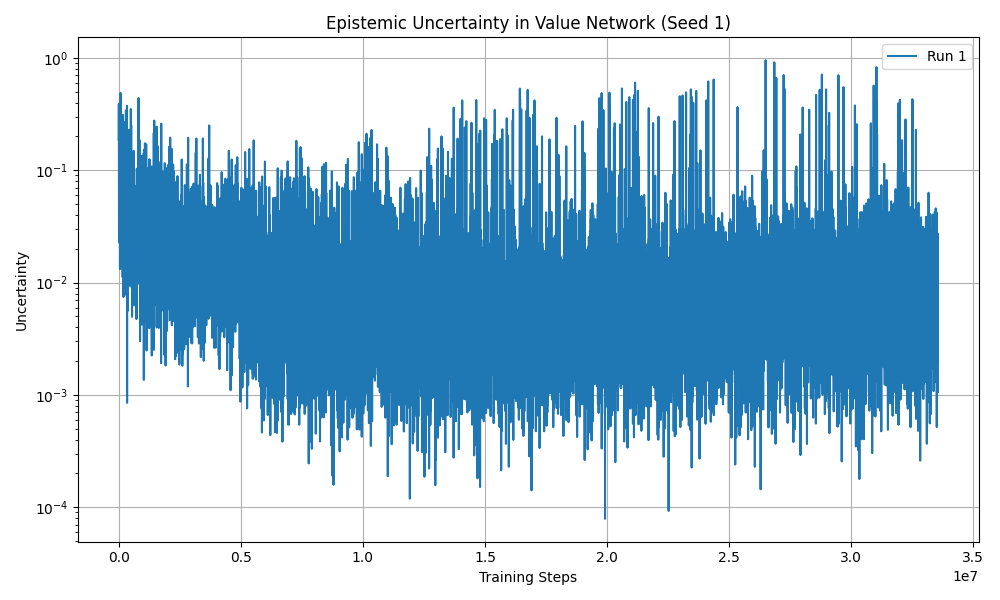 Epistemic Uncertainty in Value Network (Seed 1)
Run 1
Uncertainty
10^0
10^-1
10^-2
10^-3
10^-4
0.0 0.5 1.0 1.5 2.0 2.5 3.0 3.5
1e7
Training Steps